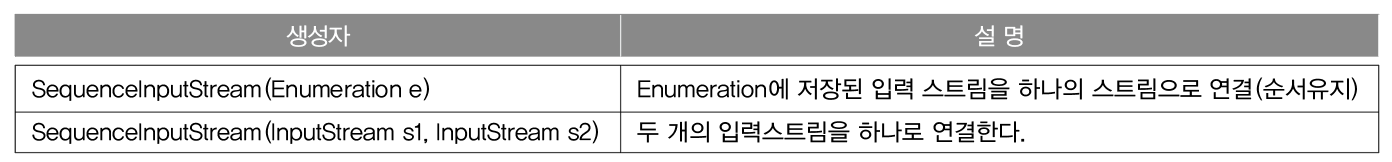 생성자 설 명
SequenceInputStream(Enumeration e) Enumeration에 저장된 입력 스트림을 하나의 스트림으로 연결(순서유지)
SequenceInputStream(InputStream s1, InputStream s2) 두 개의 입력스트림을 하나로 연결한다.